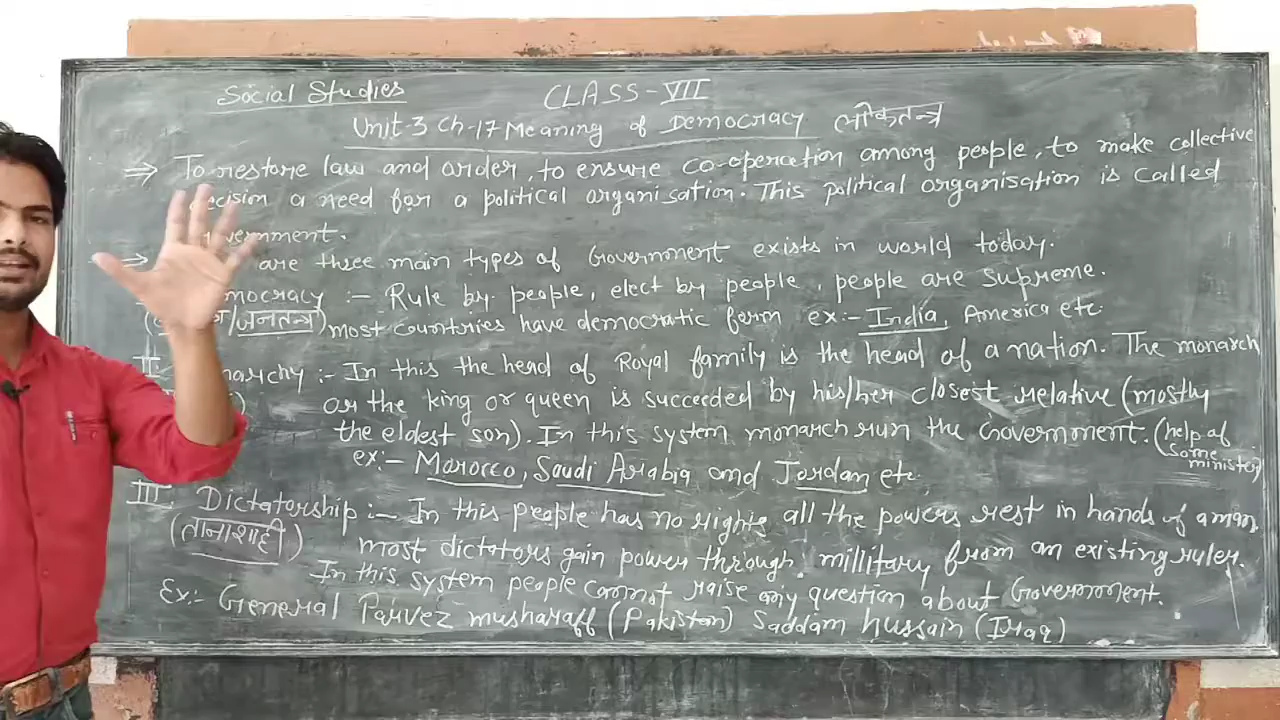 Social Studies
CLASS-VII
Unit-3 Ch-17 Meaning of Democracy लोकतन्त्र
⇒ To restore law and order, to ensure co-opercetion among people, to make collective
decision a need for a political organisation. This political organisation is called
vernment.
⇒ are three main types of Government exists in world today.
mocracy :- Rule by people, elect by people, people are supreme.
/जनतन्त्र) most countries have democratic form ex:- India, America etc.
II narchy :- In this the head of Royal family is the head of a nation. The monarch
or the king or queen is succeeded by his/her closest relative (mostly
the eldest son). In this system monarch run the Government. (help of
some
minister)
ex:- Morocco, Saudi Arabia and Jordan etc.
III. Dictatorship :- In this people has no rights all the powers rest in hands of a man.
(तानाशाही) most dictators gain power through millitary from an existing ruler.
In this system people cannot raise any question about Government.
Ex:- General Parvez musharaff (Pakistan) Saddam hussain (Iraq)